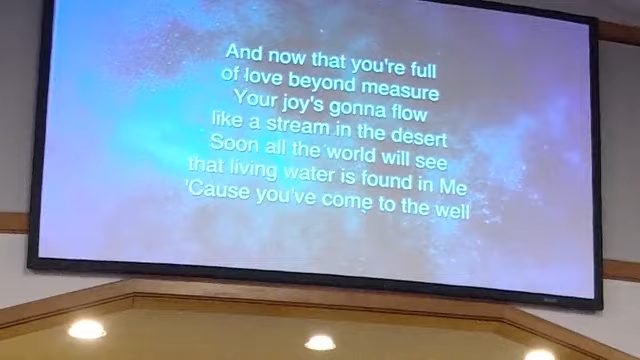 And now that you're full
of love beyond measure
Your joy's gonna flow
like a stream in the desert
Soon all the world will see
that living water is found in Me
'Cause you've come to the well